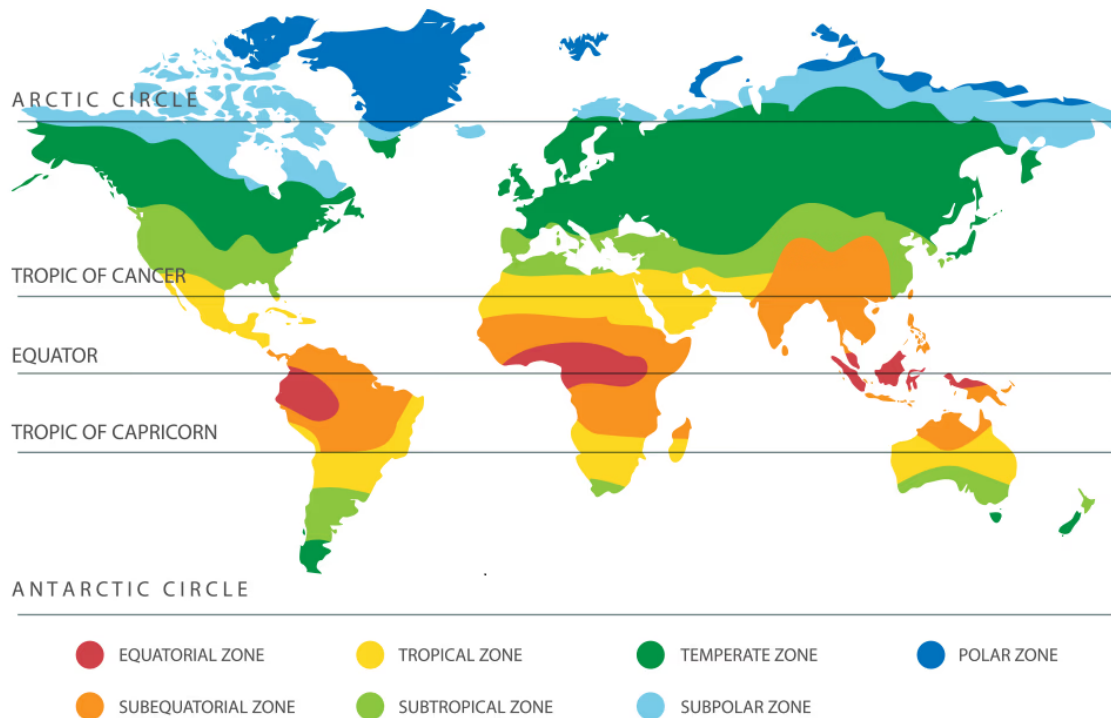 ARCTIC CIRCLE
TROPIC OF CANCER
EQUATOR
TROPIC OF CAPRICORN
ANTARCTIC CIRCLE
EQUATORIAL ZONE
TROPICAL ZONE
TEMPERATE ZONE
POLAR ZONE
SUBEQUATORIAL ZONE
SUBTROPICAL ZONE
SUBPOLAR ZONE